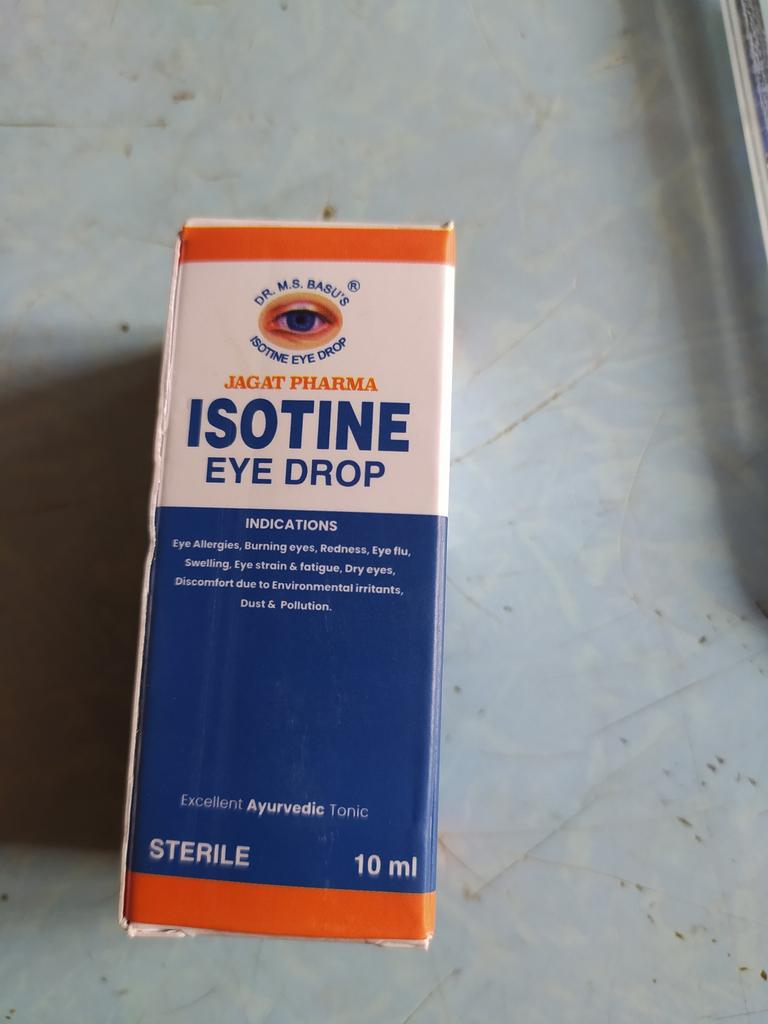 DR. M.S. BASU'S ®
ISOTINE EYE DROP
JAGAT PHARMA
ISOTINE
EYE DROP
INDICATIONS
Eye Allergies, Burning eyes, Redness, Eye flu,
Swelling, Eye strain & fatigue, Dry eyes,
Discomfort due to Environmental irritants,
Dust & Pollution.
Excellent Ayurvedic Tonic
STERILE 10 ml